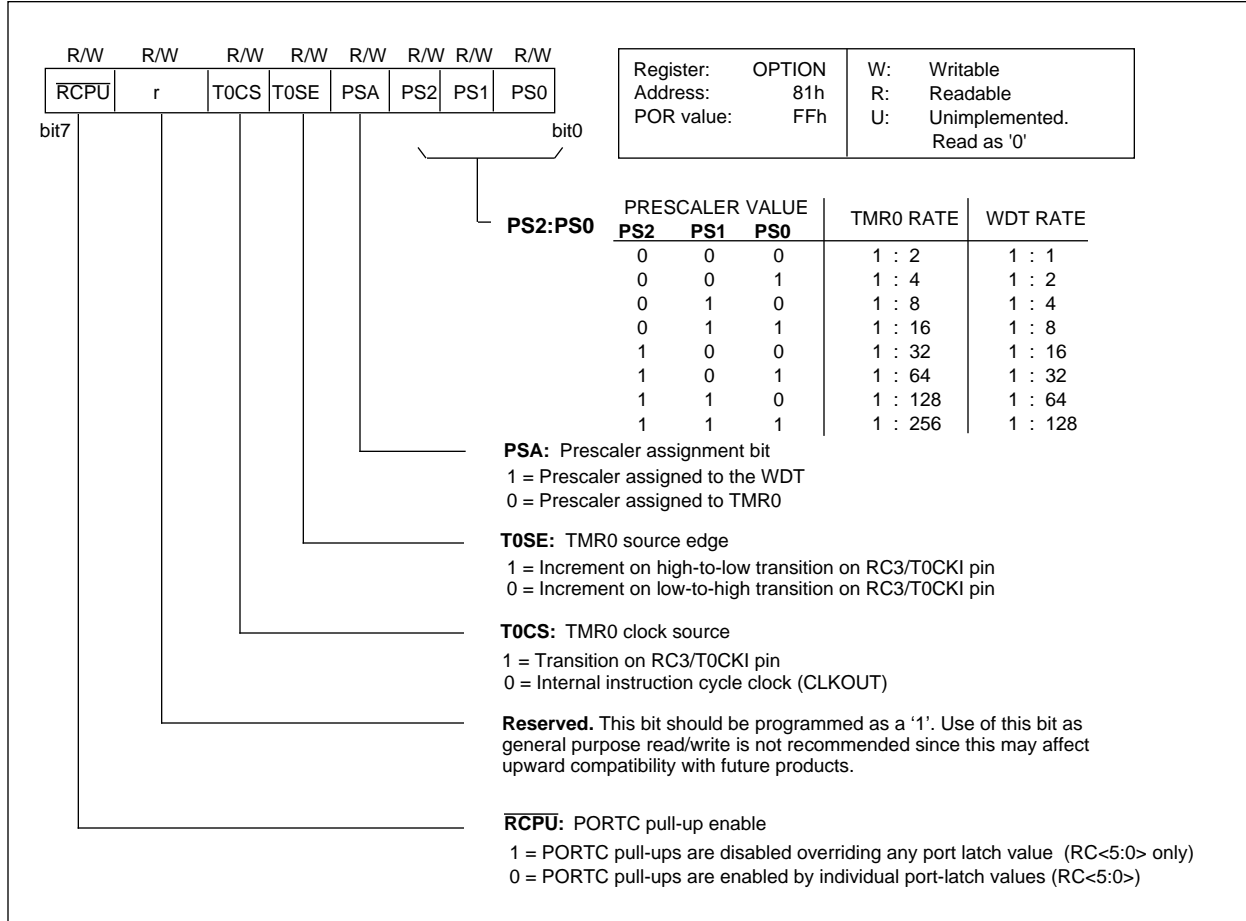 R/W R/W R/W R/W R/W R/W R/W R/W
RCPU r T0CS T0SE PSA PS2 PS1 PS0
bit7 bit0
Register: OPTION W: Writable
Address: 81h R: Readable
POR value: FFh U: Unimplemented.
Read as '0'
PS2:PS0
PRESCALER VALUE TMR0 RATE WDT RATE
PS2 PS1 PS0
0 0 0 1 : 2 1 : 1
0 0 1 1 : 4 1 : 2
0 1 0 1 : 8 1 : 4
0 1 1 1 : 16 1 : 8
1 0 0 1 : 32 1 : 16
1 0 1 1 : 64 1 : 32
1 1 0 1 : 128 1 : 64
1 1 1 1 : 256 1 : 128
PSA: Prescaler assignment bit
1 = Prescaler assigned to the WDT
0 = Prescaler assigned to TMR0
T0SE: TMR0 source edge
1 = Increment on high-to-low transition on RC3/T0CKI pin
0 = Increment on low-to-high transition on RC3/T0CKI pin
T0CS: TMR0 clock source
1 = Transition on RC3/T0CKI pin
0 = Internal instruction cycle clock (CLKOUT)
Reserved. This bit should be programmed as a ‘1’. Use of this bit as
general purpose read/write is not recommended since this may affect
upward compatibility with future products.
RCPU: PORTC pull-up enable
1 = PORTC pull-ups are disabled overriding any port latch value (RC<5:0> only)
0 = PORTC pull-ups are enabled by individual port-latch values (RC<5:0>)